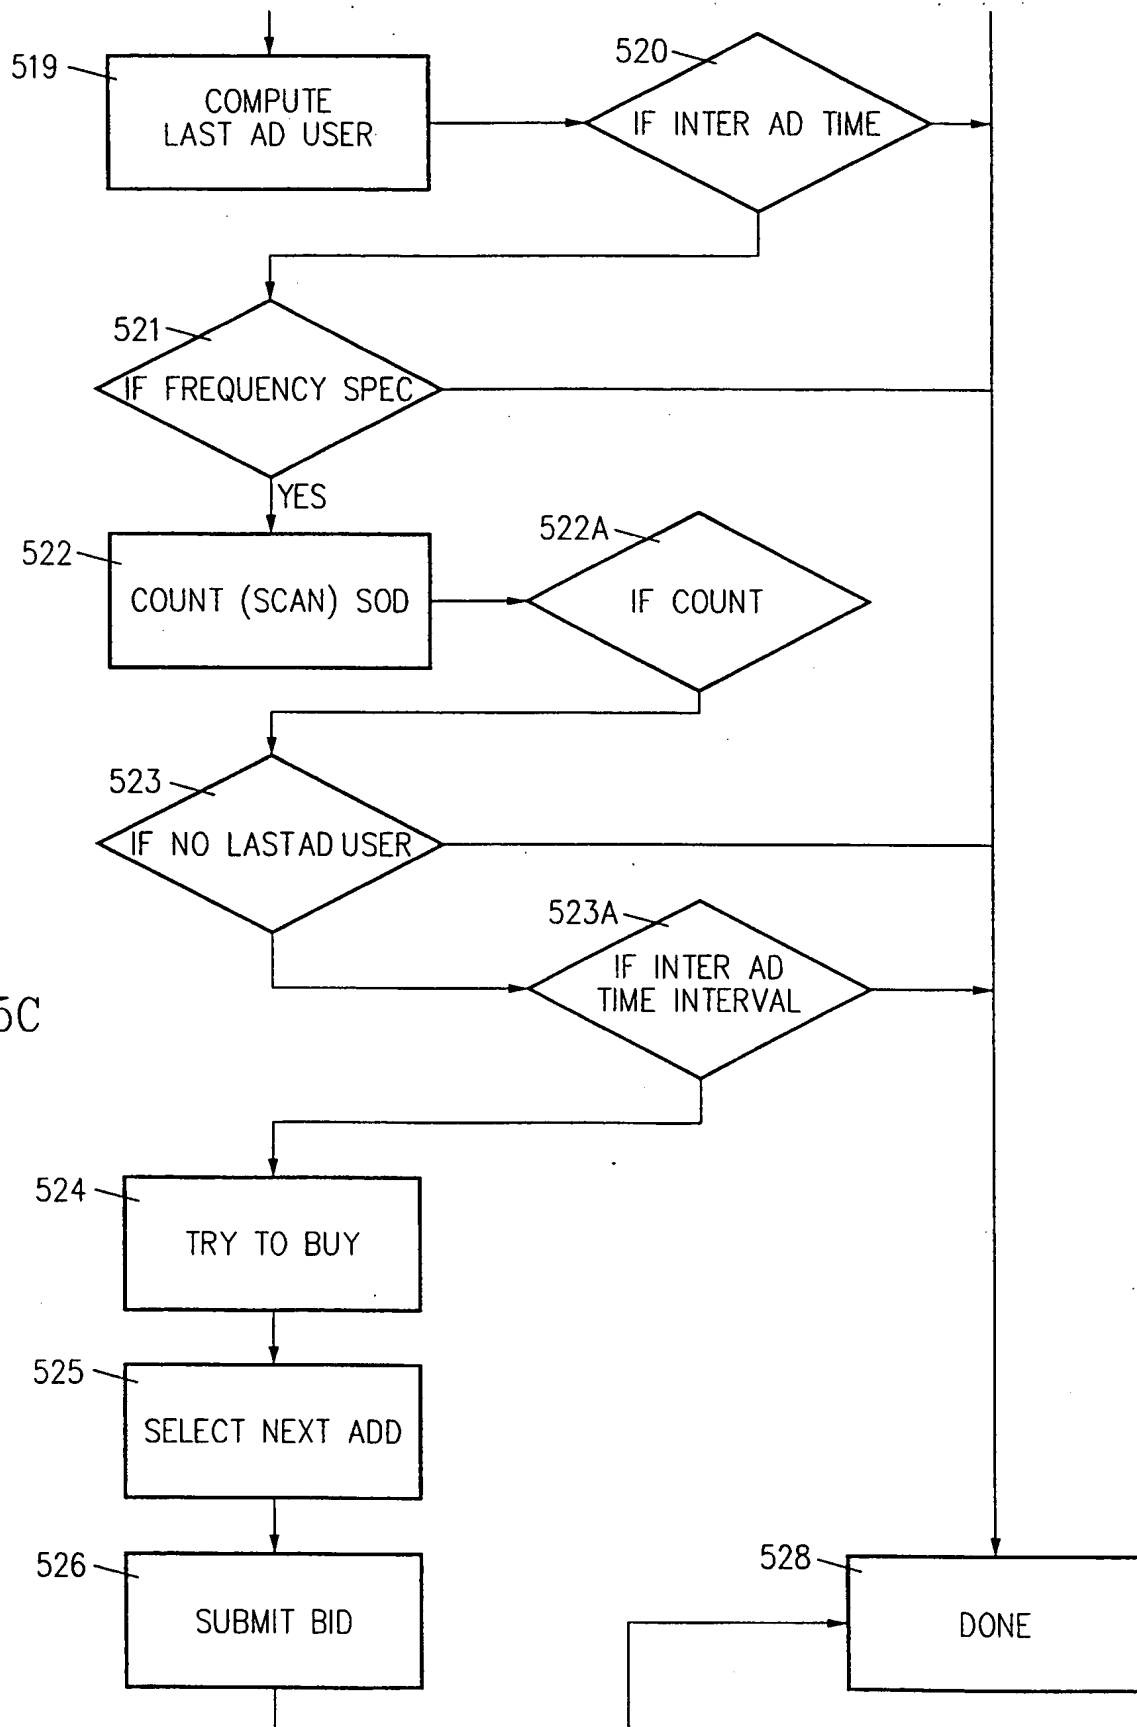 519
COMPUTE
LAST AD USER
520
IF INTER AD TIME
521
IF FREQUENCY SPEC
YES
522
COUNT (SCAN) SOD
522A
IF COUNT
523
IF NO LAST AD USER
523A
IF INTER AD
TIME INTERVAL
5C
524
TRY TO BUY
525
SELECT NEXT ADD
526
SUBMIT BID
528
DONE